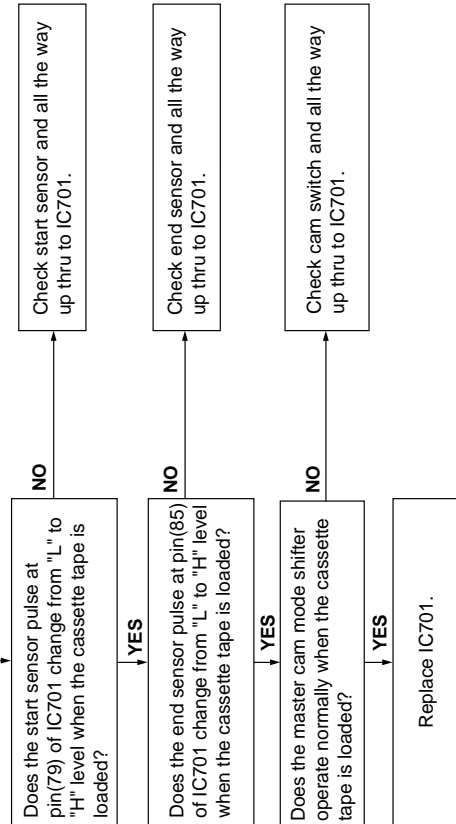 Does the start sensor pulse at
pin(79) of IC701 change from "L" to
"H" level when the cassette tape is
loaded?
NO
Check start sensor and all the way
up thru to IC701.
YES
Does the end sensor pulse at pin(85)
of IC701 change from "L" to "H" level
when the cassette tape is loaded?
NO
Check end sensor and all the way
up thru to IC701.
YES
Does the master cam mode shifter
operate normally when the cassette
tape is loaded?
NO
Check cam switch and all the way
up thru to IC701.
YES
Replace IC701.